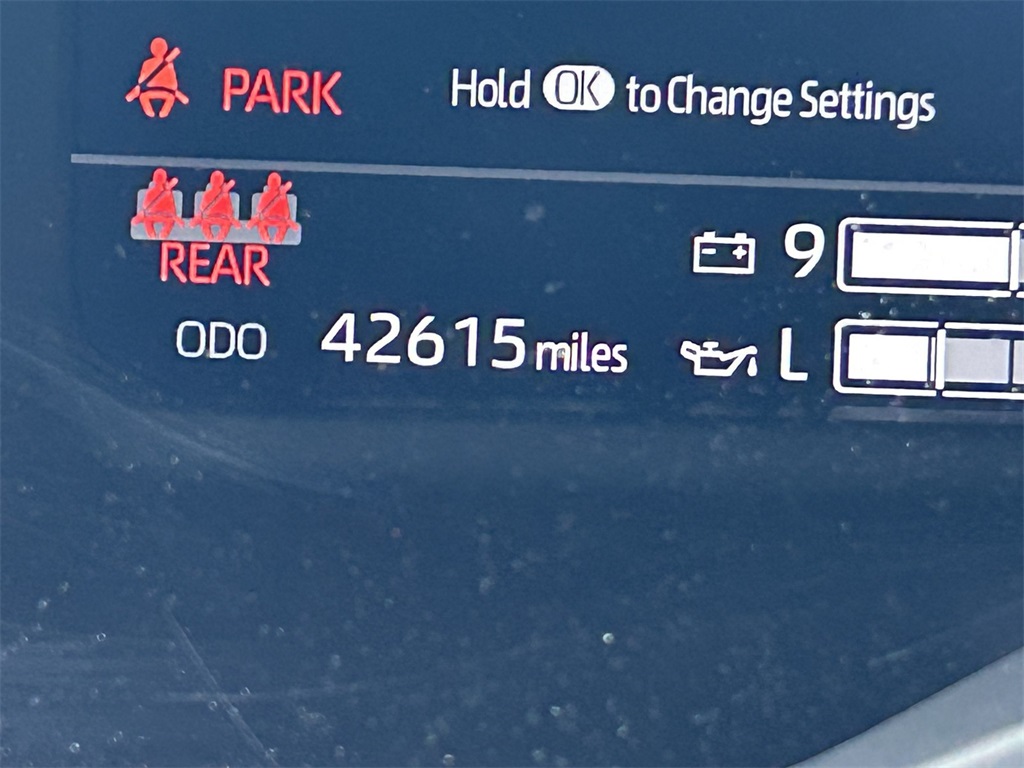 PARK
Hold OK to Change Settings
REAR
9
ODO 42615 miles
L